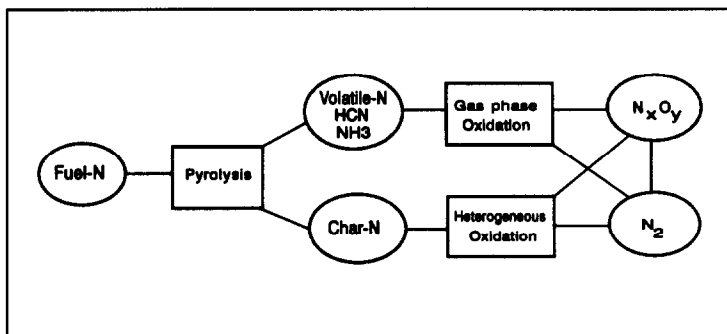 Fuel-N
Pyrolysis
Volatile-N
HCN
NH3
Char-N
Gas phase
Oxidation
Heterogeneous
Oxidation
NxOy
N2